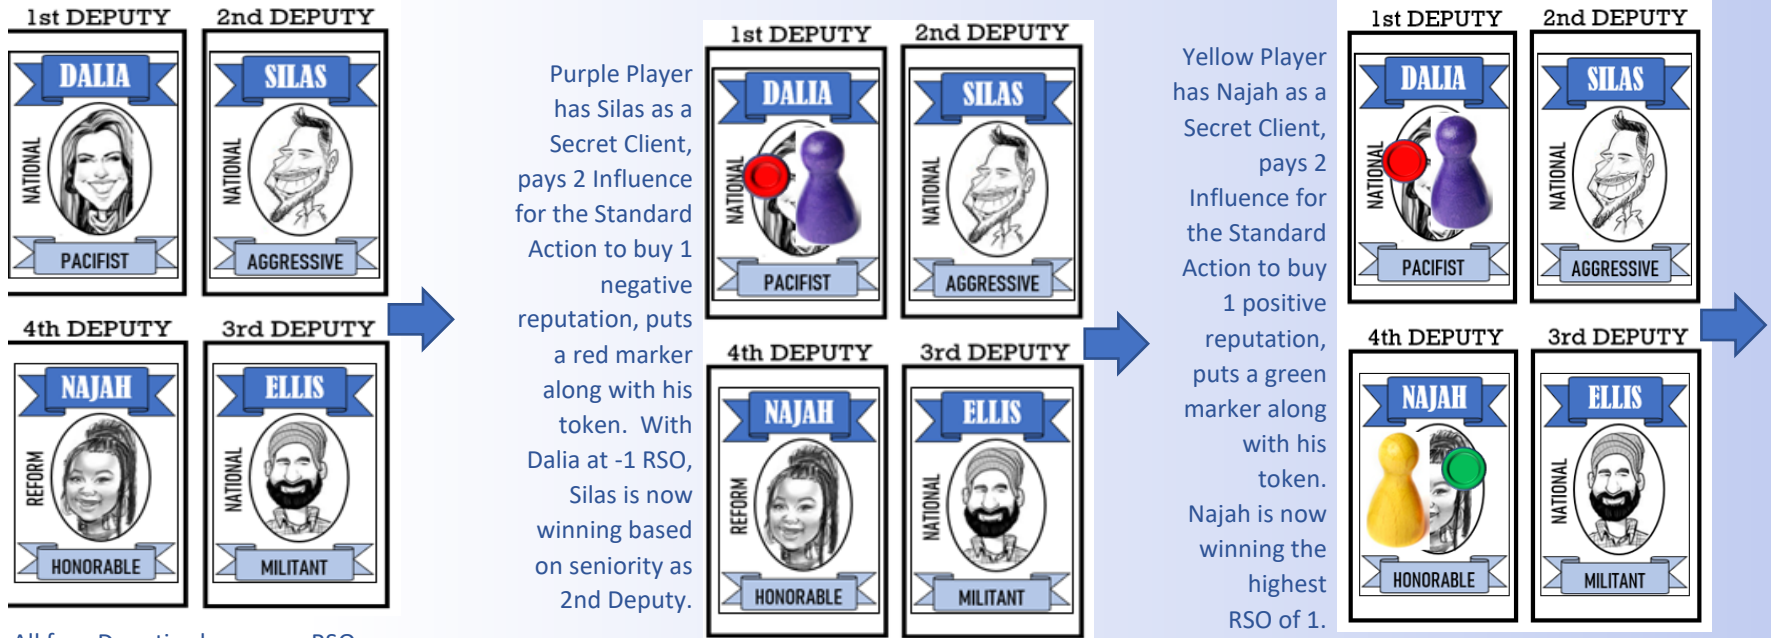 1st DEPUTY 2nd DEPUTY
DALIA SILAS
NATIONAL NATIONAL
PACIFIST AGGRESSIVE
4th DEPUTY 3rd DEPUTY
NAJAH ELLIS
REFORM NATIONAL
HONORABLE MILITANT
Purple Player
has Silas as a
Secret Client,
pays 2 Influence
for the Standard
Action to buy 1
negative
reputation, puts
a red marker
along with his
token. With
Dalia at -1 RSO,
Silas is now
winning based
on seniority as
2nd Deputy.
1st DEPUTY 2nd DEPUTY
DALIA SILAS
NATIONAL NATIONAL
PACIFIST AGGRESSIVE
4th DEPUTY 3rd DEPUTY
NAJAH ELLIS
REFORM NATIONAL
HONORABLE MILITANT
Yellow Player
has Najah as a
Secret Client,
pays 2
Influence for
the Standard
Action to buy
1 positive
reputation,
puts a green
marker along
with his
token.
Najah is now
winning the
highest
RSO of 1.
1st DEPUTY 2nd DEPUTY
DALIA SILAS
NATIONAL NATIONAL
PACIFIST AGGRESSIVE
4th DEPUTY 3rd DEPUTY
NAJAH ELLIS
NATIONAL
HONORABLE MILITANT